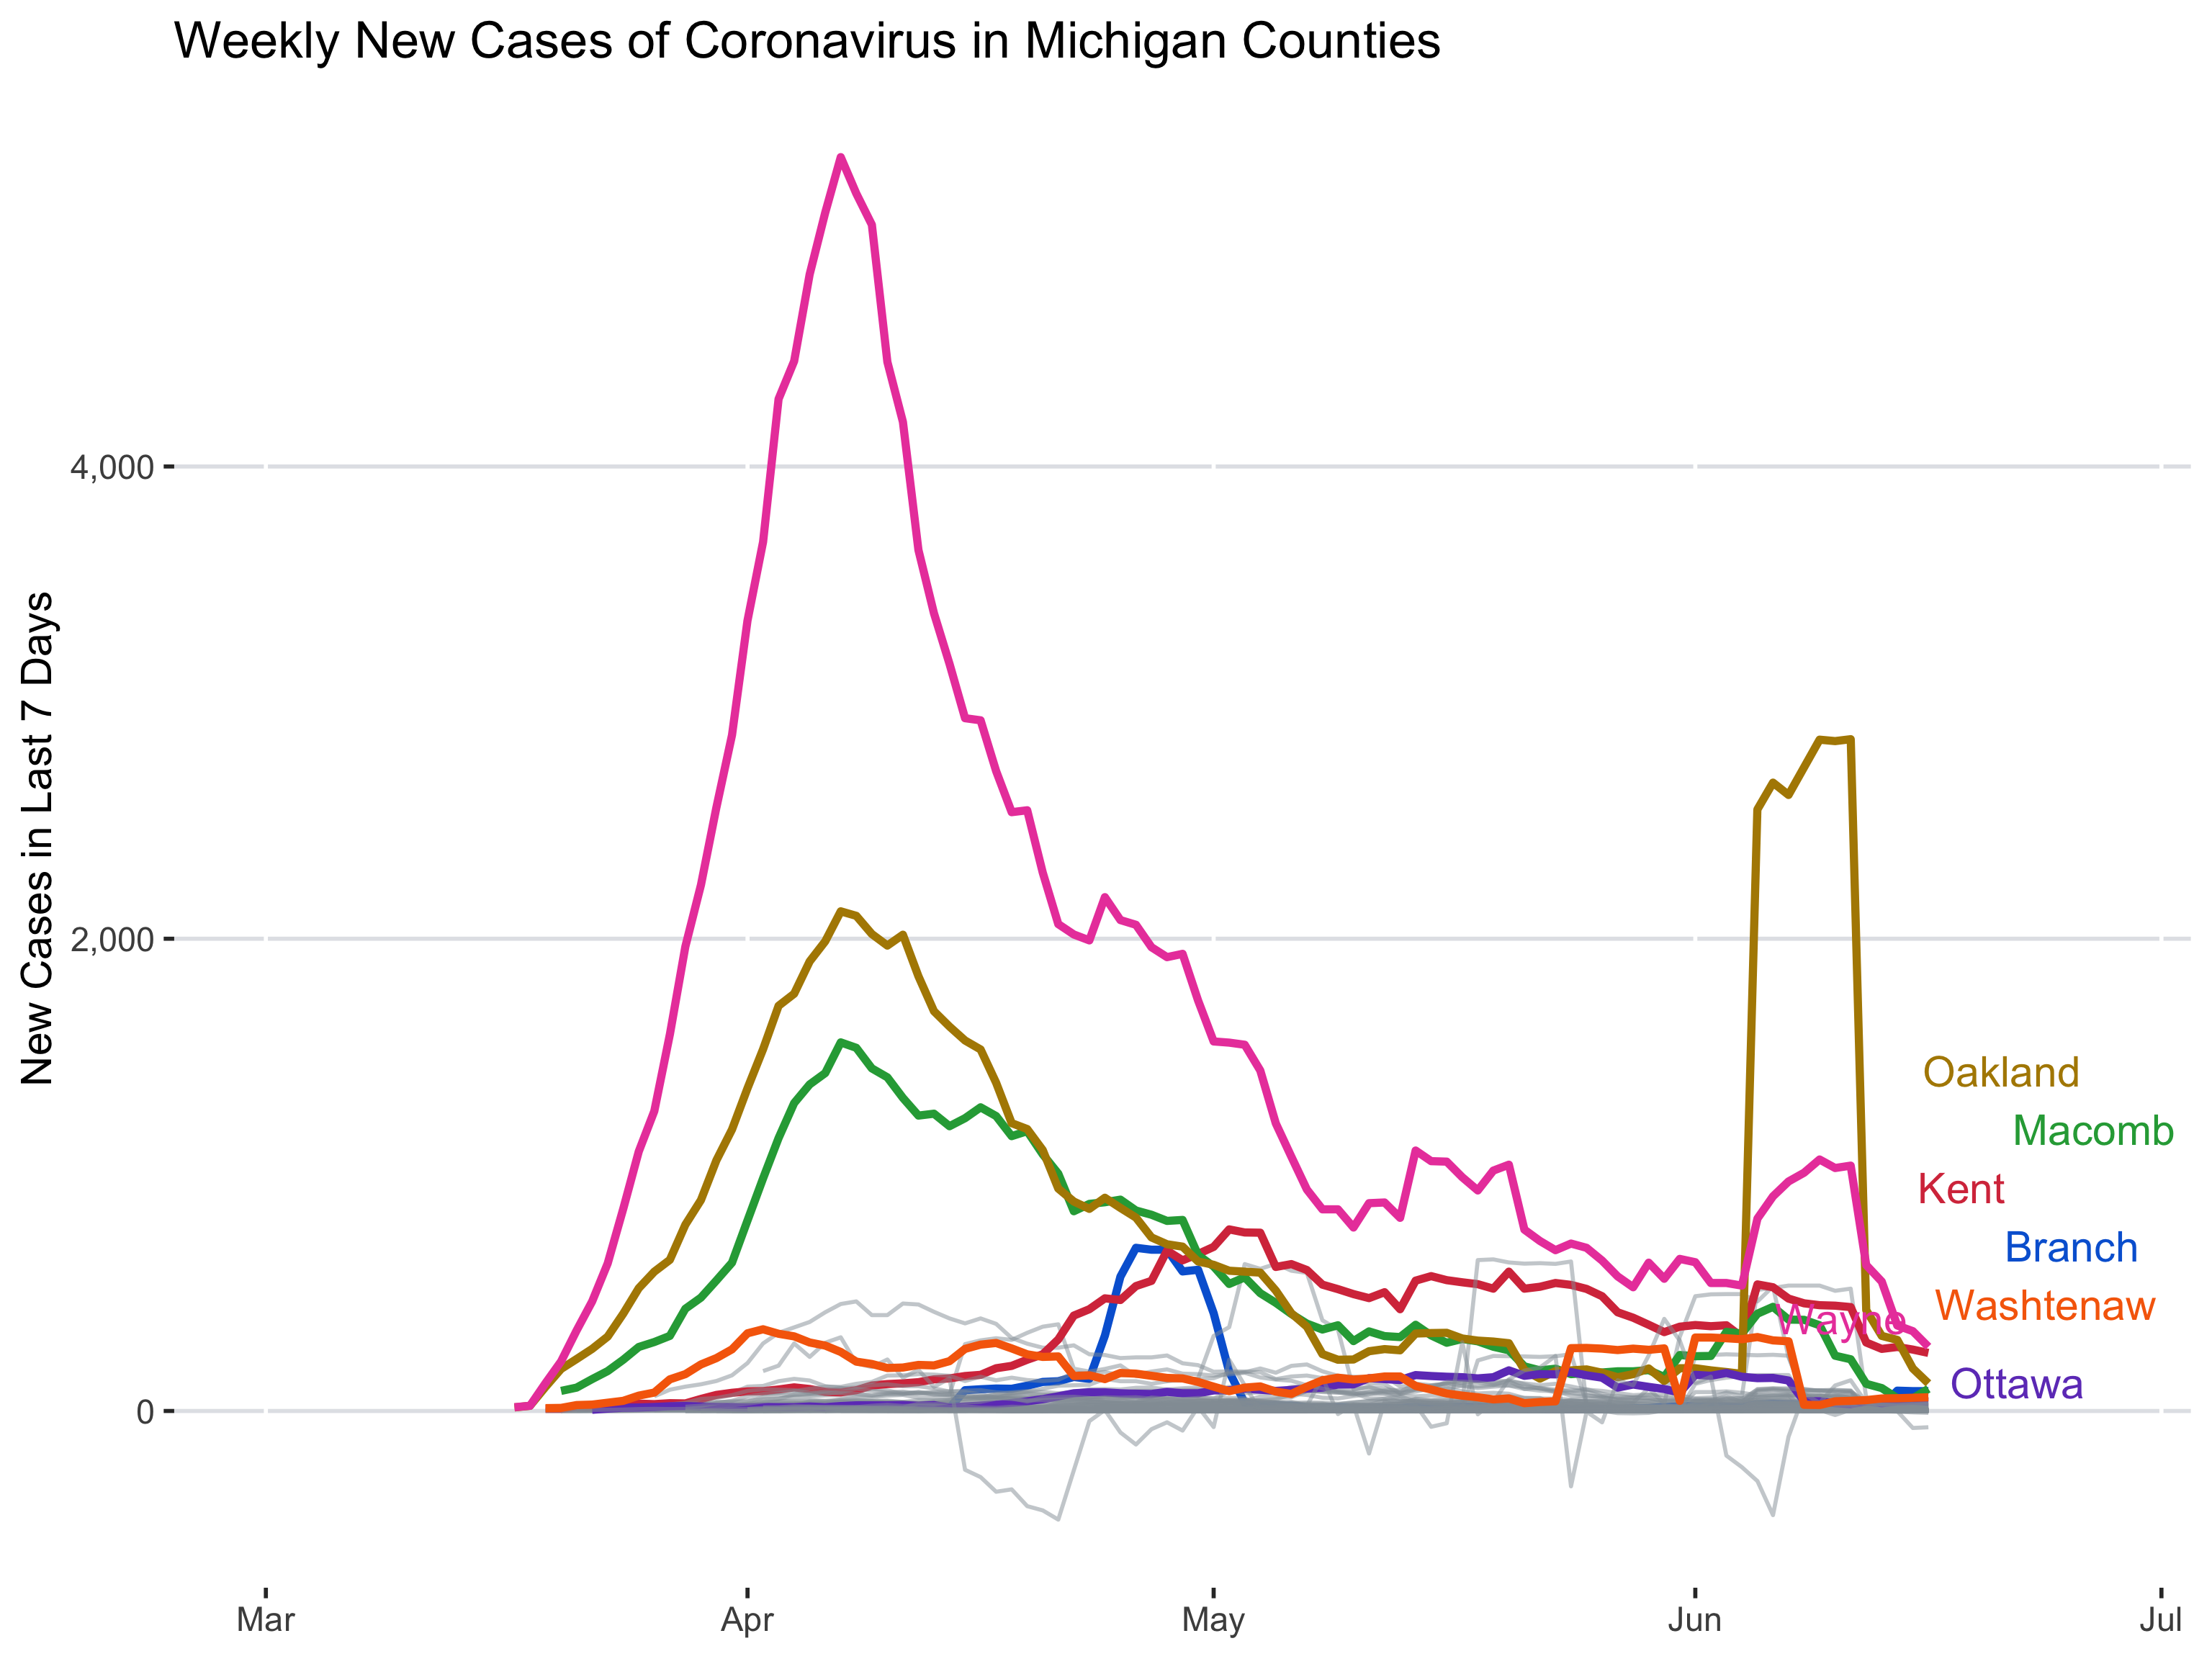 Weekly New Cases of Coronavirus in Michigan Counties
New Cases in Last 7 Days
4,000
2,000
0
Oakland
Macomb
Kent
Branch
Washtenaw
Wayne
Ottawa
Mar
Apr
May
Jun
Jul